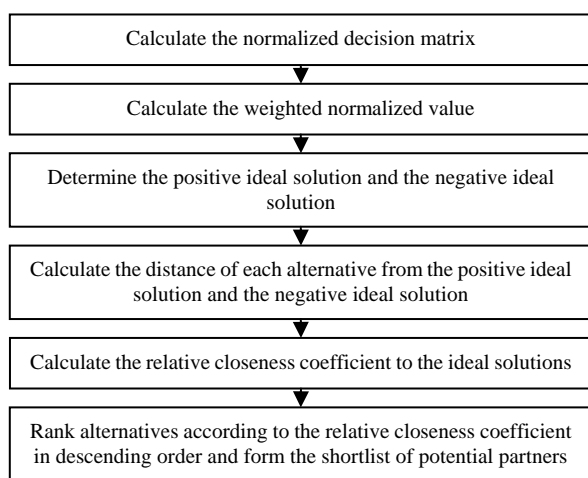 Calculate the normalized decision matrix
Calculate the weighted normalized value
Determine the positive ideal solution and the negative ideal
solution
Calculate the distance of each alternative from the positive ideal
solution and the negative ideal solution
Calculate the relative closeness coefficient to the ideal solutions
Rank alternatives according to the relative closeness coefficient
in descending order and form the shortlist of potential partners